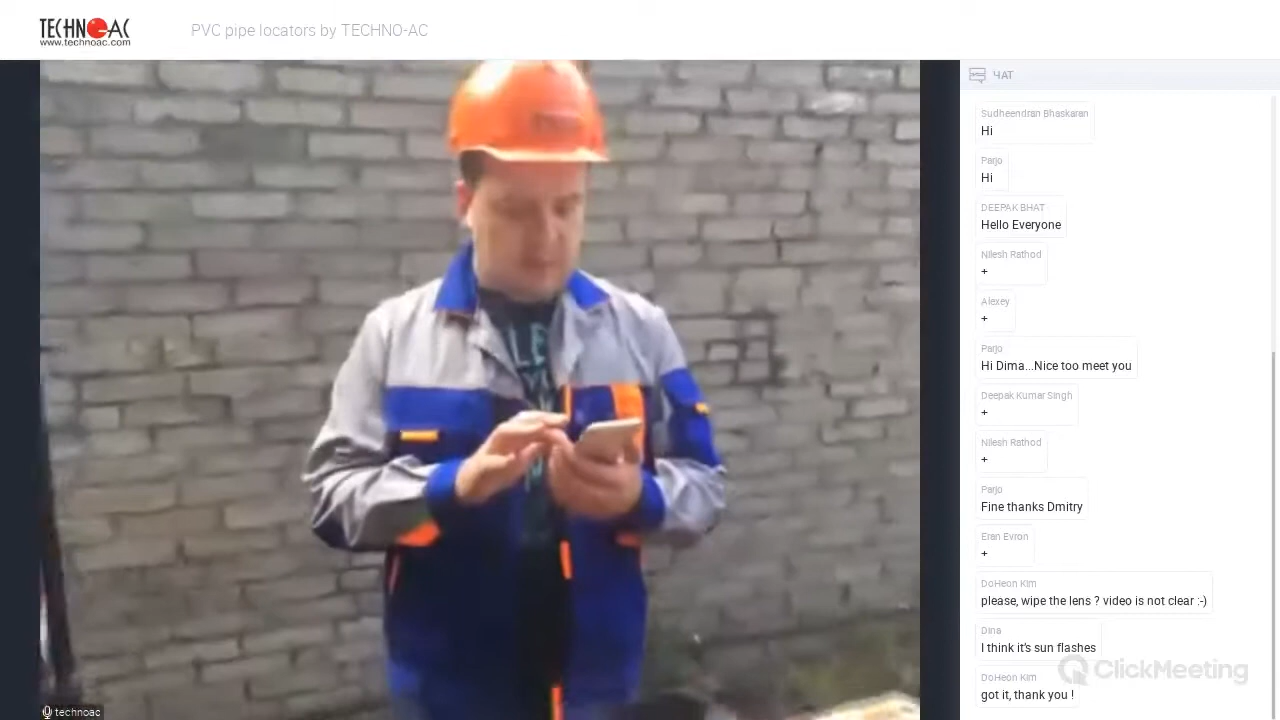 TECHNOAC
www.technoac.com
PVC pipe locators by TECHNO-AC
ЧАТ
Sudheendran Bhaskaran
Hi
Parjo
Hi
DEEPAK BHAT
Hello Everyone
Nilesh Rathod
+
Alexey
+
Parjo
Hi Dima...Nice too meet you
Deepak Kumar Singh
+
Nilesh Rathod
+
Parjo
Fine thanks Dmitry
Eran Evron
+
DoHeon Kim
please, wipe the lens ? video is not clear :-)
Dina
I think it's sun flashes
DoHeon Kim
got it, thank you !
ClickMeeting
technoac